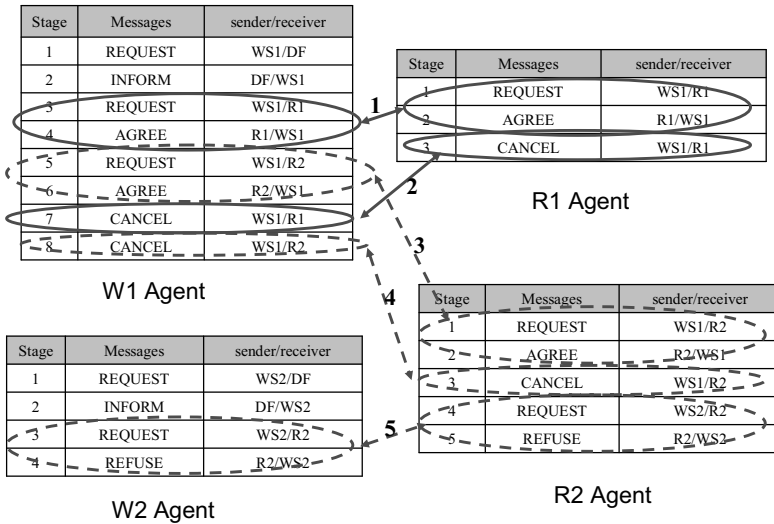 Stage Messages sender/receiver
1 REQUEST WS1/DF
2 INFORM DF/WS1
3 REQUEST WS1/R1
4 AGREE R1/WS1
5 REQUEST WS1/R2
6 AGREE R2/WS1
7 CANCEL WS1/R1
8 CANCEL WS1/R2
W1 Agent
Stage Messages sender/receiver
1 REQUEST WS1/R1
2 AGREE R1/WS1
3 CANCEL WS1/R1
R1 Agent
1
2
3
4
5
Stage Messages sender/receiver
1 REQUEST WS2/DF
2 INFORM DF/WS2
3 REQUEST WS2/R2
4 REFUSE R2/WS2
W2 Agent
Stage Messages sender/receiver
1 REQUEST WS1/R2
2 AGREE R2/WS1
3 CANCEL WS1/R2
4 REQUEST WS2/R2
5 REFUSE R2/WS2
R2 Agent